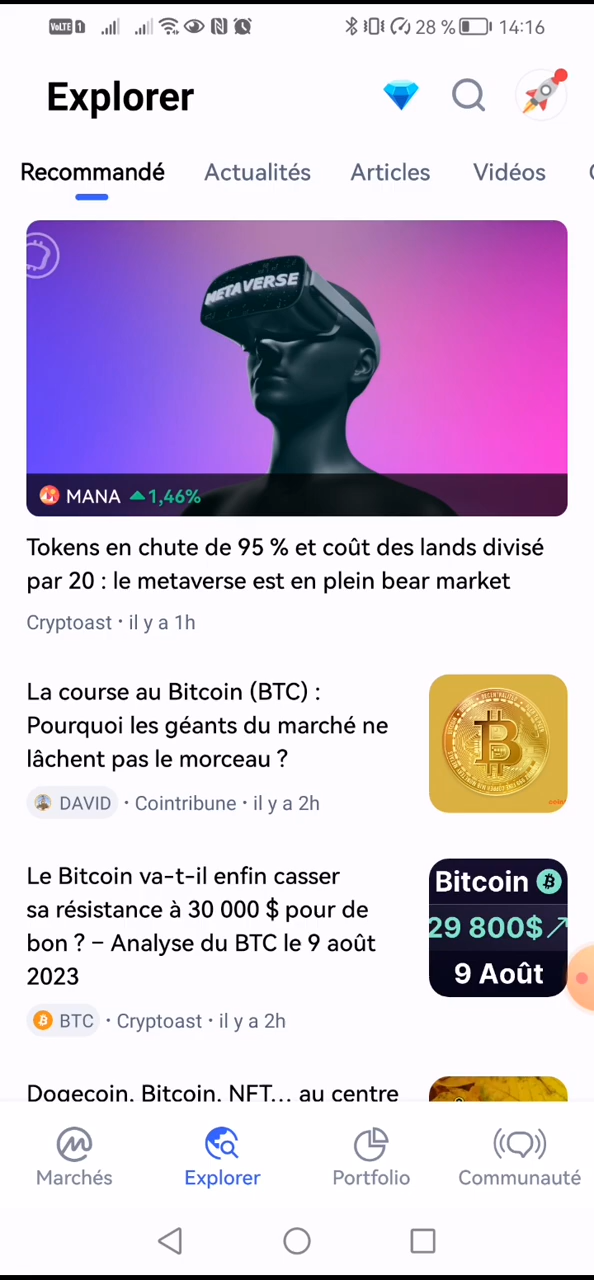 VoLTE 1 28 % 14:16
Explorer
Recommandé Actualités Articles Vidéos
METAVERSE
MANA 1,46%
Tokens en chute de 95 % et coût des lands divisé
par 20 : le metaverse est en plein bear market
Cryptoast · il y a 1h
La course au Bitcoin (BTC) :
Pourquoi les géants du marché ne
lâchent pas le morceau ?
DAVID · Cointribune · il y a 2h
Le Bitcoin va-t-il enfin casser
sa résistance à 30 000 $ pour de
bon ? – Analyse du BTC le 9 août
2023
BTC · Cryptoast · il y a 2h
Bitcoin
29 800$
9 Août
Dogecoin, Bitcoin, NFT... au centre
Marchés Explorer Portfolio Communauté